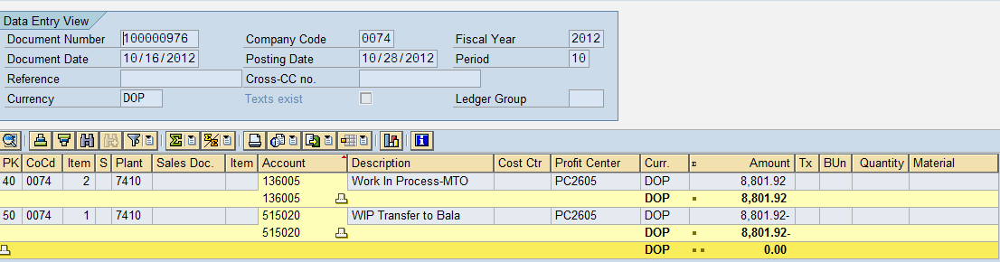 Data Entry View
Document Number 100000976 Company Code 0074 Fiscal Year 2012
Document Date 10/16/2012 Posting Date 10/28/2012 Period 10
Reference Cross-CC no.
Currency DOP Texts exist Ledger Group
PK CoCd Item S Plant Sales Doc. Item Account Description Cost Ctr Profit Center Curr. Σ Amount Tx BUn Quantity Material
40 0074 2 7410 136005 Work In Process-MTO PC2605 DOP 8,801.92
136005 DOP 8,801.92
50 0074 1 7410 515020 WIP Transfer to Bala PC2605 DOP 8,801.92-
515020 DOP 8,801.92-
DOP 0.00